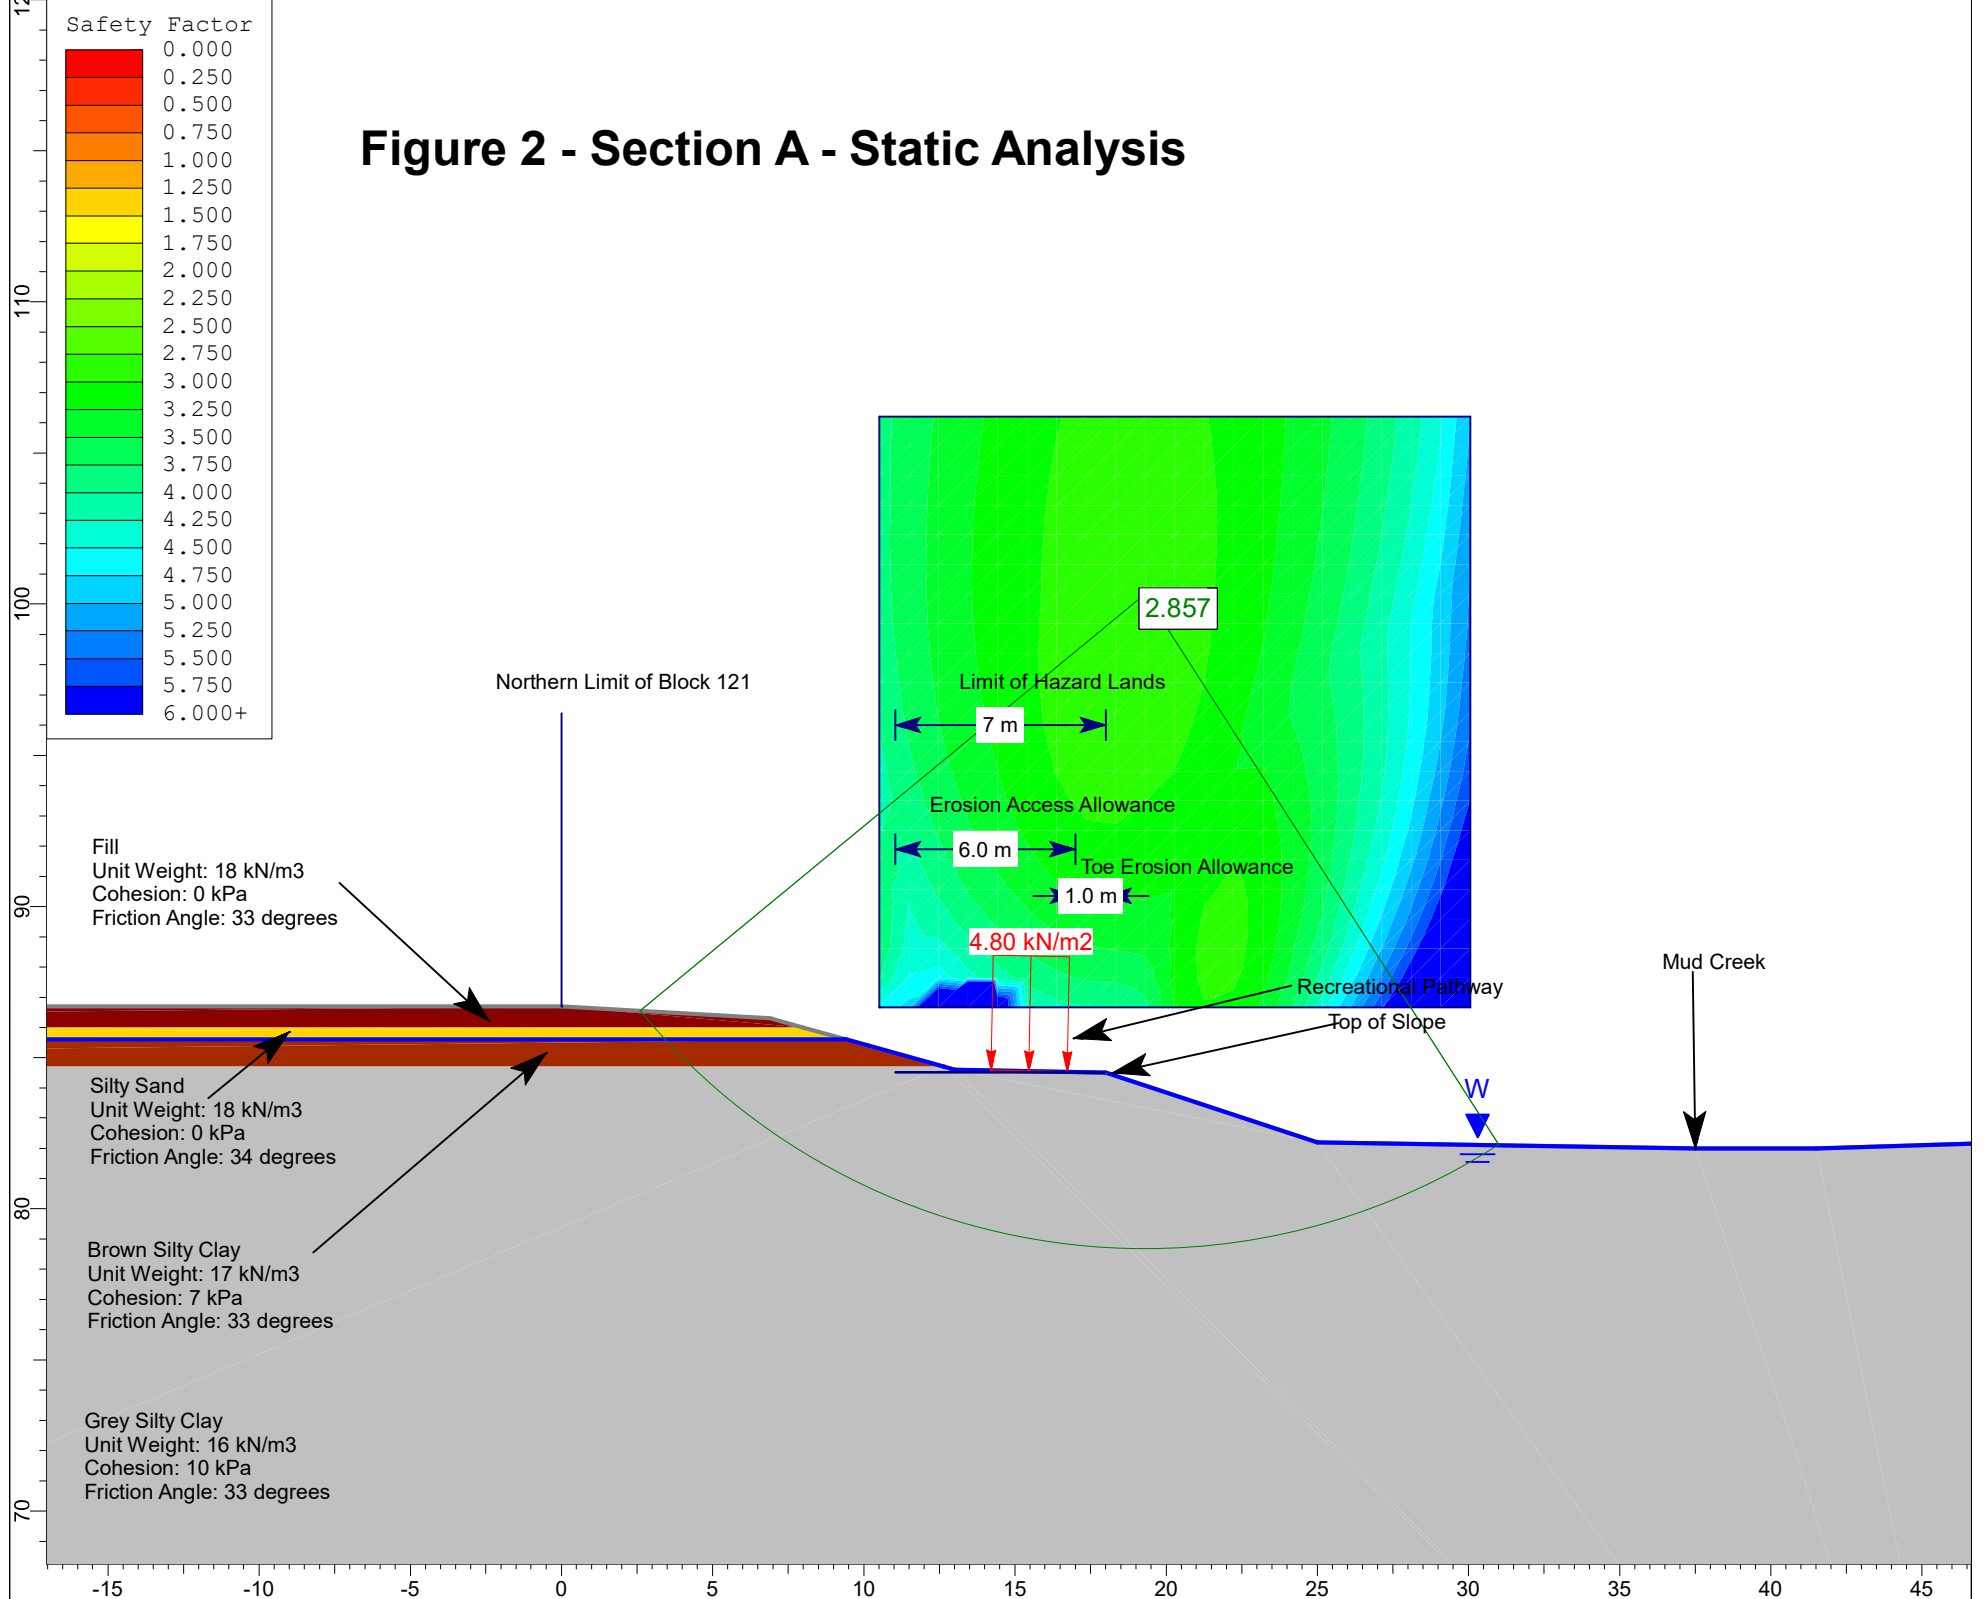 Safety Factor
0.000
0.250
0.500
0.750
1.000
1.250
1.500
1.750
2.000
2.250
2.500
2.750
3.000
3.250
3.500
3.750
4.000
4.250
4.500
4.750
5.000
5.250
5.500
5.750
6.000+
Figure 2 - Section A - Static Analysis
2.857
Northern Limit of Block 121
Limit of Hazard Lands
7 m
Erosion Access Allowance
6.0 m
Toe Erosion Allowance
1.0 m
4.80 kN/m2
Recreational Pathway
Top of Slope
Mud Creek
W
Fill
Unit Weight: 18 kN/m3
Cohesion: 0 kPa
Friction Angle: 33 degrees
Silty Sand
Unit Weight: 18 kN/m3
Cohesion: 0 kPa
Friction Angle: 34 degrees
Brown Silty Clay
Unit Weight: 17 kN/m3
Cohesion: 7 kPa
Friction Angle: 33 degrees
Grey Silty Clay
Unit Weight: 16 kN/m3
Cohesion: 10 kPa
Friction Angle: 33 degrees
110
100
90
80
70
-15 -10 -5 0 5 10 15 20 25 30 35 40 45